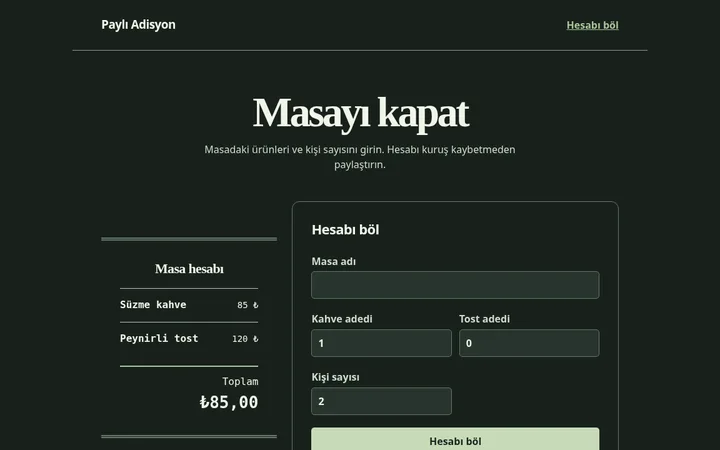 Paylı Adisyon
Hesabı böl
Masayı kapat
Masadaki ürünleri ve kişi sayısını girin. Hesabı kuruş kaybetmeden
paylaştırın.
Masa hesabı
Süzme kahve 85 ₺
Peynirli tost 120 ₺
Toplam
₺85,00
Hesabı böl
Masa adı
Kahve adedi Tost adedi
1 0
Kişi sayısı
2
Hesabı böl